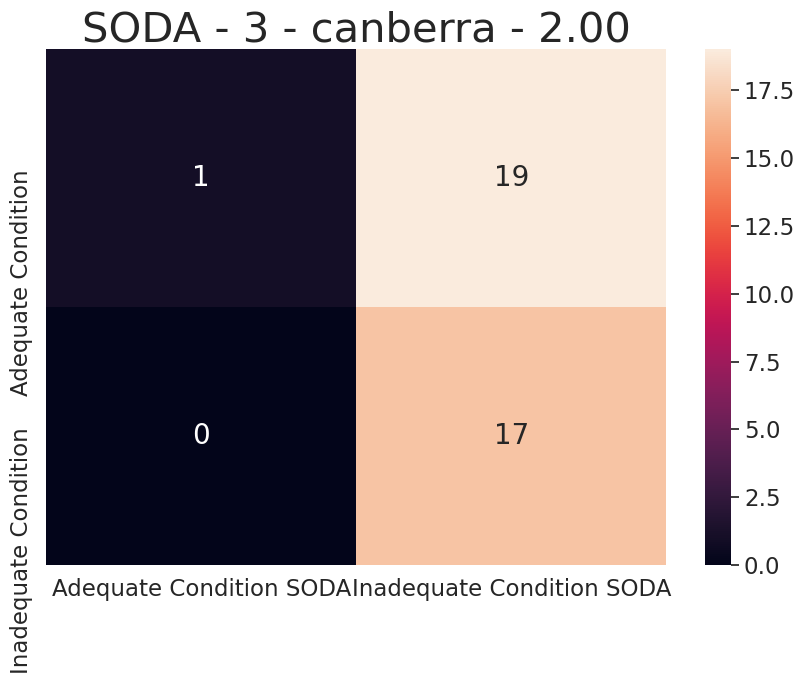 SODA - 3 - canberra - 2.00
Adequate Condition
Inadequate Condition
1
19
0
17
Adequate Condition SODA
Inadequate Condition SODA
17.5
15.0
12.5
10.0
7.5
5.0
2.5
0.0